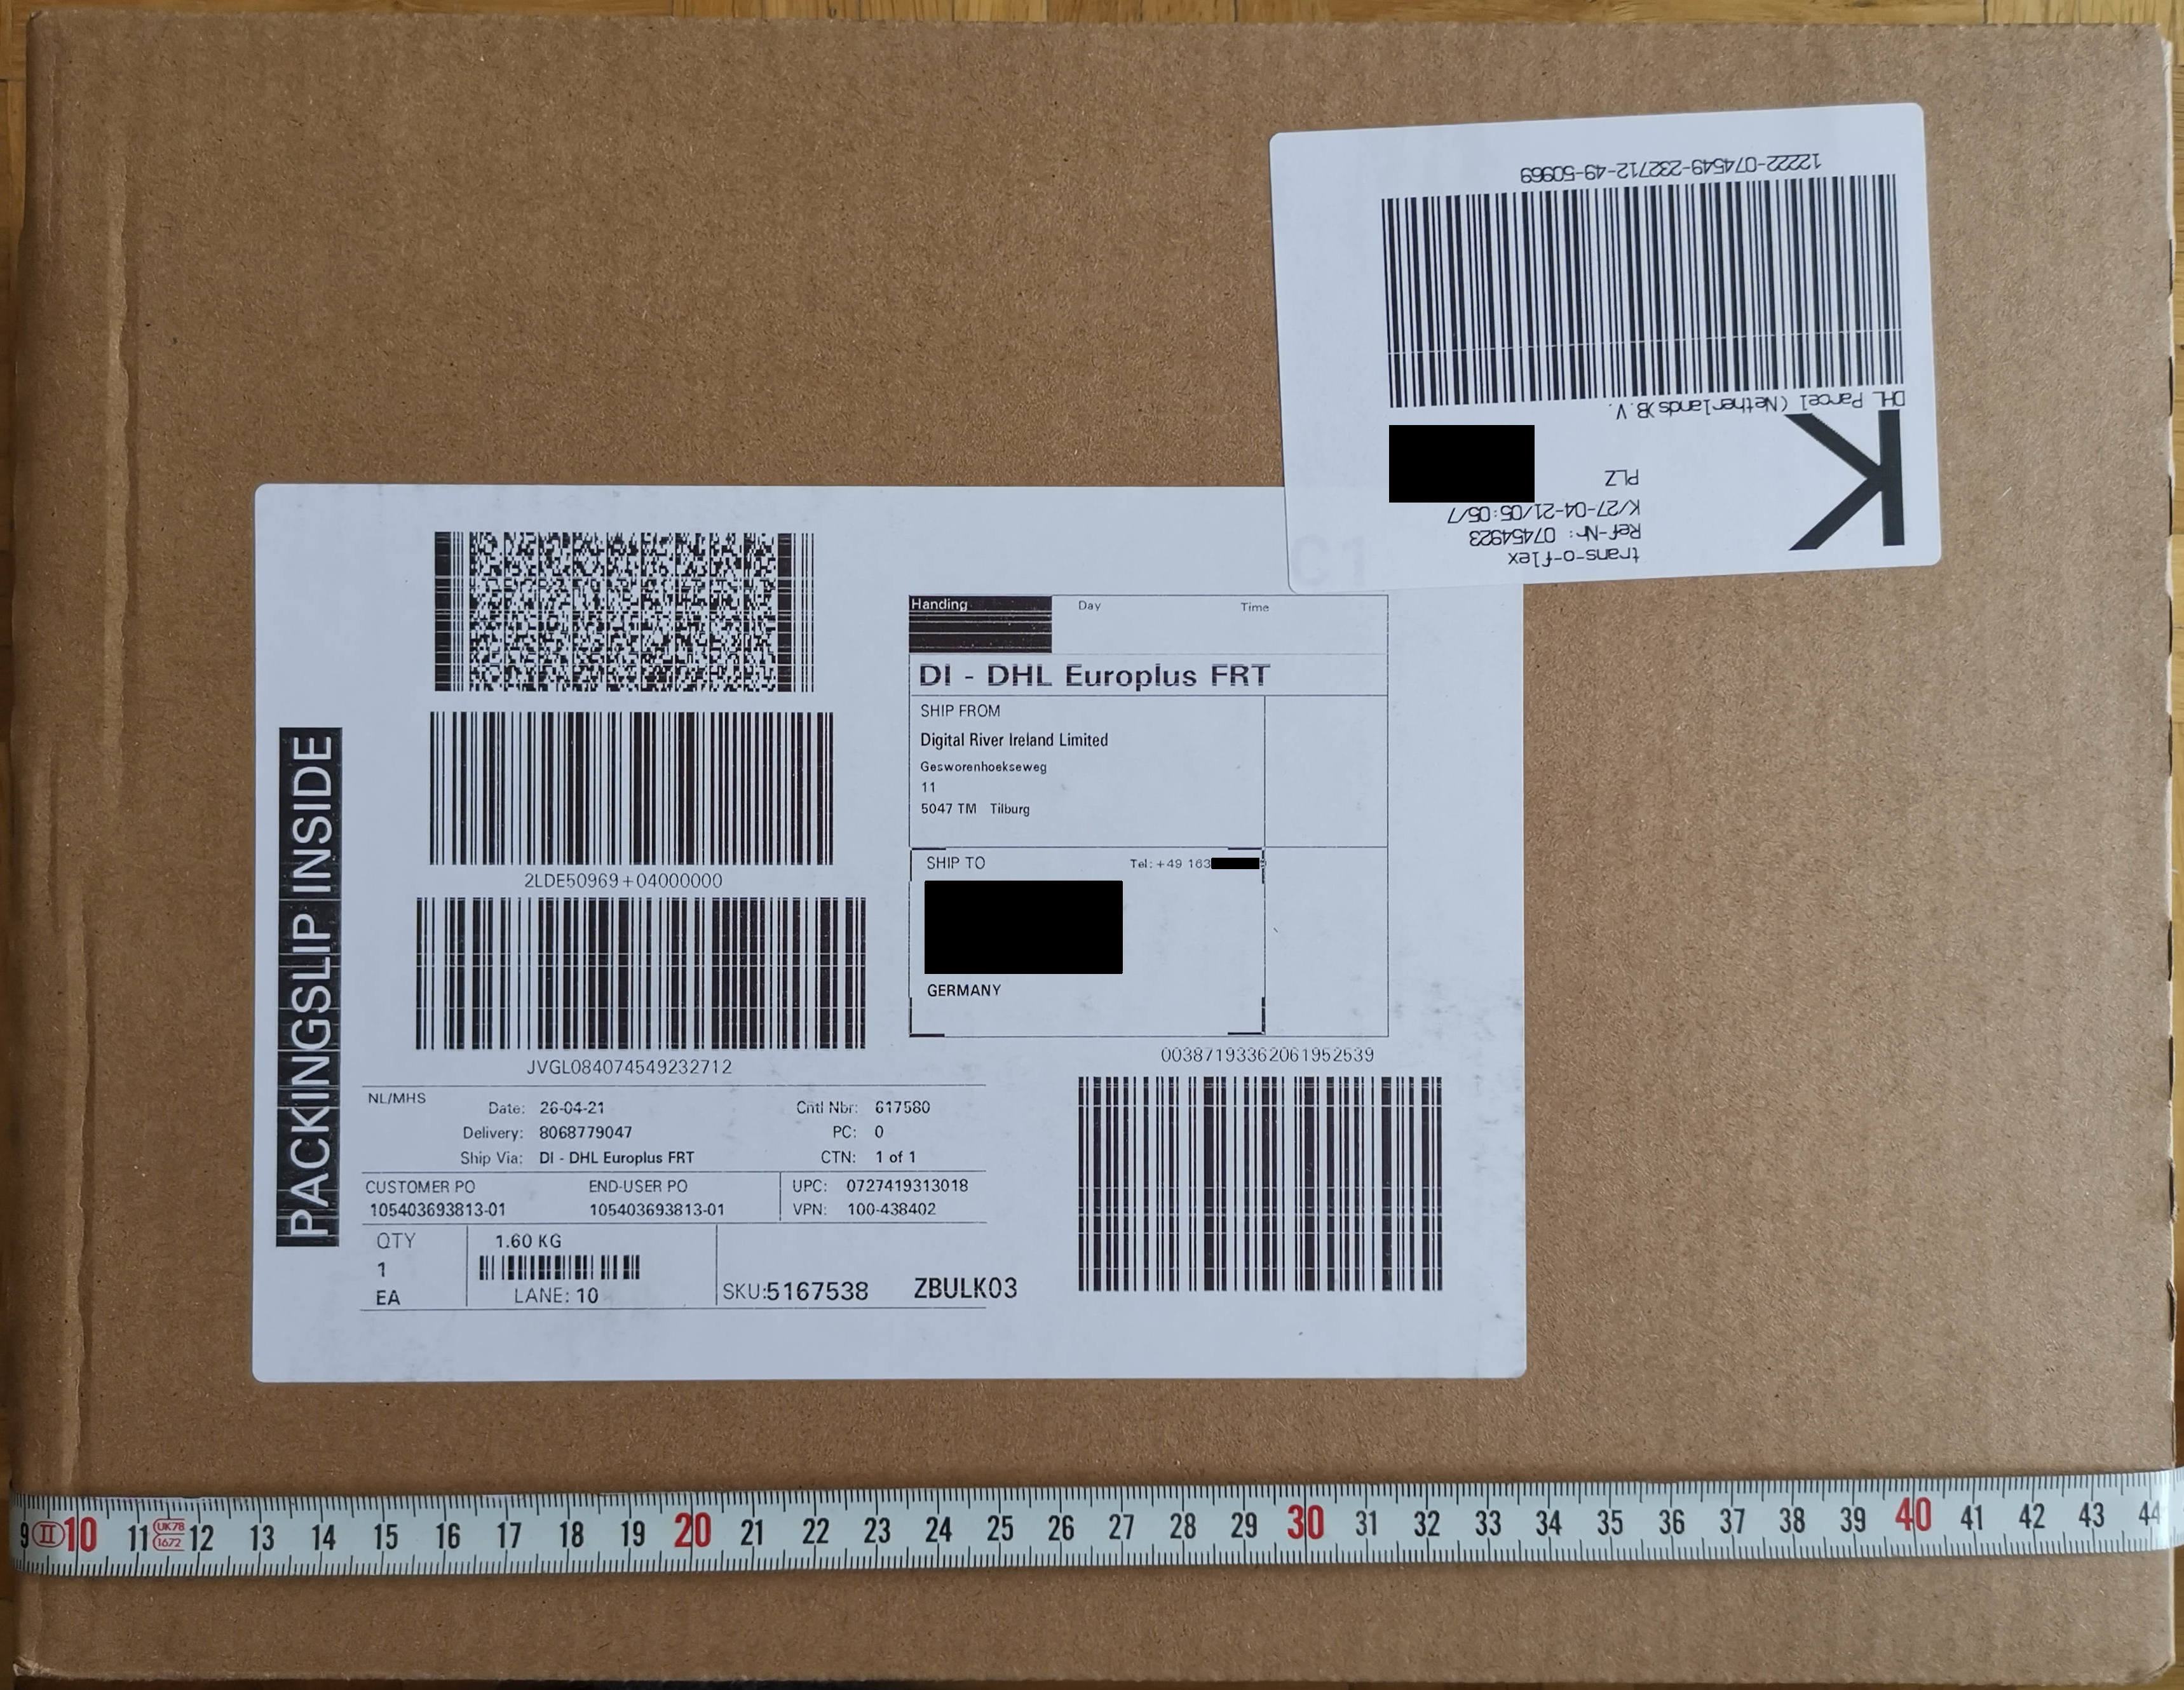 12222-074549-232712-49-50969
DHL Parcel (Netherlands)B.V.
K
PLZ
K/27-04-21/05:05/7
Ref-Nr: 07454923
trans-o-flex
C1
PACKINGSLIP INSIDE
2LDE50969+04000000
JVGL084074549232712
Handing Day Time
DI - DHL Europlus FRT
SHIP FROM
Digital River Ireland Limited
Gesworenhoekseweg
11
5047 TM Tilburg
SHIP TO Tel: +49 163
GERMANY
00387193362061952539
NL/MHS
Date: 26-04-21 Cntl Nbr: 617580
Delivery: 8068779047 PC: 0
Ship Via: DI - DHL Europlus FRT CTN: 1 of 1
CUSTOMER PO END-USER PO UPC: 0727419313018
105403693813-01 105403693813-01 VPN: 100-438402
QTY 1.60 KG
1
EA LANE: 10 SKU:5167538 ZBULK03
9 II 10 11 UK78 1672 12 13 14 15 16 17 18 19 20 21 22 23 24 25 26 27 28 29 30 31 32 33 34 35 36 37 38 39 40 41 42 43 44